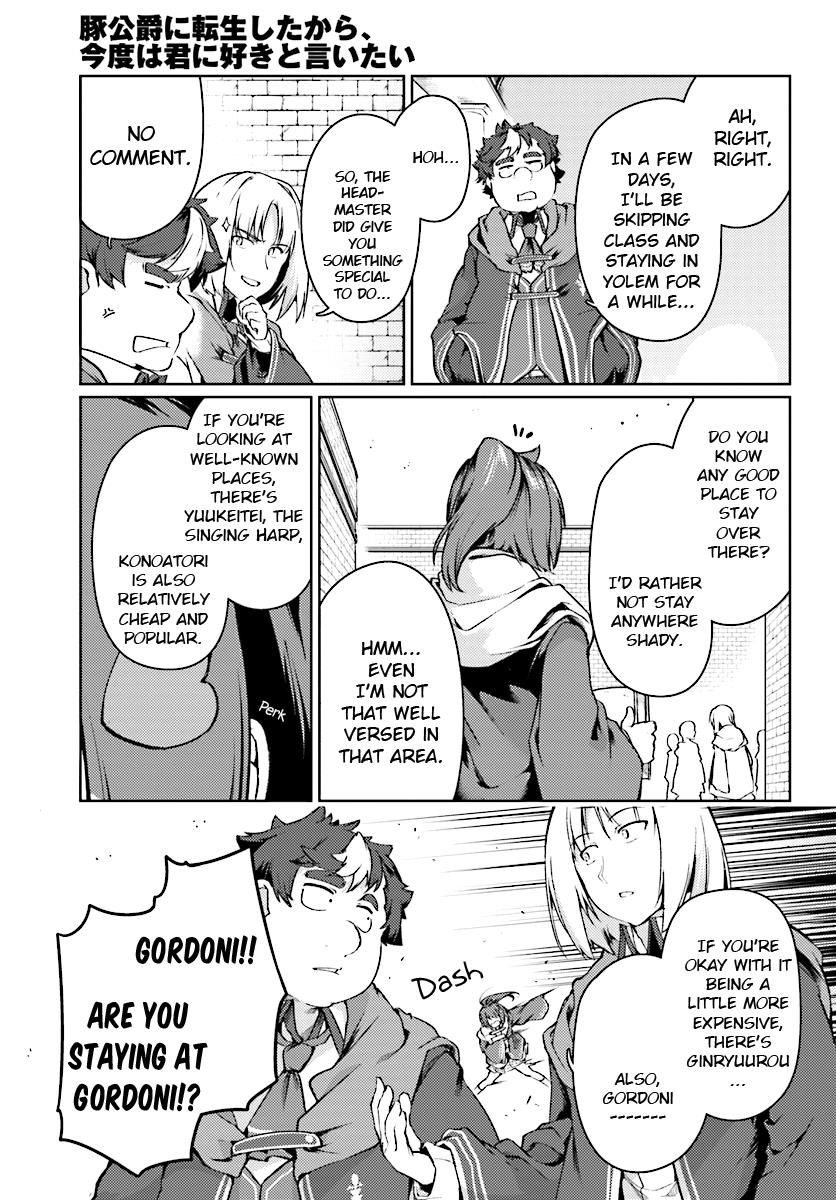 豚公爵に転生したから、
今度は君に好きと言いたい
AH,
RIGHT,
RIGHT.
IN A FEW
DAYS,
I'LL BE
SKIPPING
CLASS AND
STAYING IN
YOLEM FOR
A WHILE...
HOH...
SO, THE
HEAD-
MASTER
DID GIVE
YOU
SOMETHING
SPECIAL
TO DO...
NO
COMMENT.
DO YOU
KNOW
ANY GOOD
PLACE TO
STAY
OVER
THERE?
I'D RATHER
NOT STAY
ANYWHERE
SHADY.
HMM...
EVEN
I'M NOT
THAT WELL
VERSED IN
THAT AREA.
IF YOU'RE
LOOKING AT
WELL-KNOWN
PLACES,
THERE'S
YUUKEITEI, THE
SINGING HARP,
KONOATORI
IS ALSO
RELATIVELY
CHEAP AND
POPULAR.
Perk
IF YOU'RE
OKAY WITH IT
BEING A
LITTLE MORE
EXPENSIVE,
THERE'S
GINRYUUROU
...
ALSO,
GORDONI
-------
Dash
GORDONI!!
ARE YOU
STAYING AT
GORDONI!?